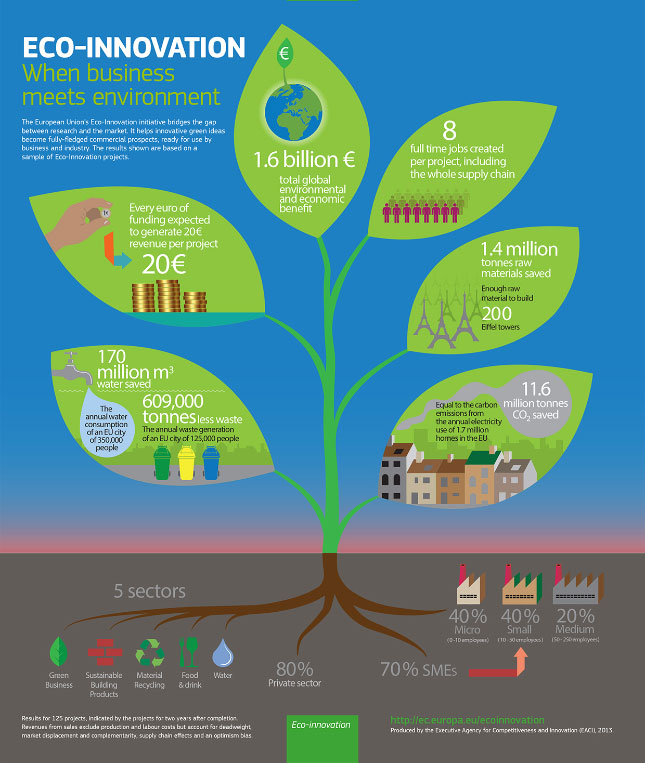 ECO-INNOVATION
When business
meets environment
The European Union's Eco-Innovation initiative bridges the gap
between research and the market. It helps innovative green ideas
become fully-fledged commercial prospects, ready for use by
business and industry. The results shown are based on a
sample of Eco-Innovation projects.
€
1.6 billion €
total global
environmental
and economic
benefit
8
full time jobs created
per project, including
the whole supply chain
Every euro of
funding expected
to generate 20€
revenue per project
20€
1€
1.4 million
tonnes raw
materials saved
Enough raw
material to build
200
Eiffel towers
170
million m³
water saved
The
annual water
consumption
of an EU city
of 350,000
people
609,000
tonnes less waste
The annual waste generation
of an EU city of 125,000 people
11.6
million tonnes
CO₂ saved
Equal to the carbon
emissions from
the annual electricity
use of 1.7 million
homes in the EU
5 sectors
Green
Business
Sustainable
Building
Products
Material
Recycling
Food
& drink
Water
80%
Private sector
70% SMEs
40%
Micro
(0-10 employees)
40%
Small
(10 - 50 employees)
20%
Medium
(50 - 250 employees)
Results for 125 projects, indicated by the projects for two years after completion.
Revenues from sales exclude production and labour costs but account for deadweight,
market displacement and complementarity, supply chain effects and an optimism bias.
Eco-innovation
http://ec.europa.eu/ecoinnovation
Produced by the Executive Agency for Competitiveness and Innovation (EACI), 2013.